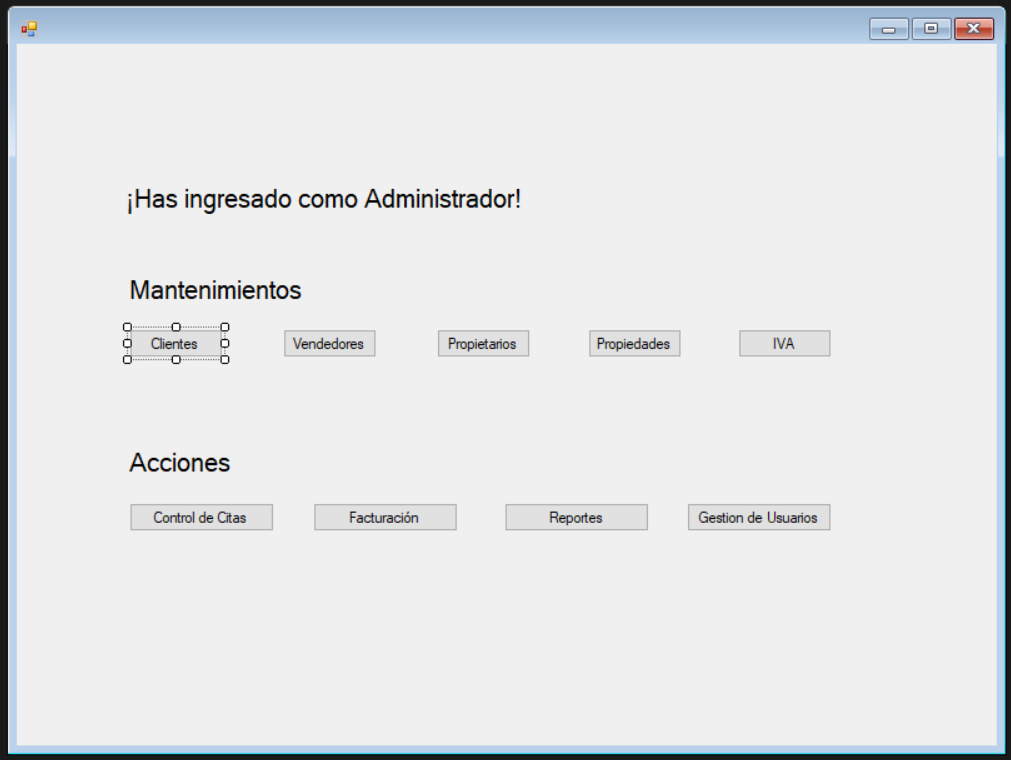 ¡Has ingresado como Administrador!
Mantenimientos
Clientes Vendedores Propietarios Propiedades IVA
Acciones
Control de Citas Facturación Reportes Gestion de Usuarios